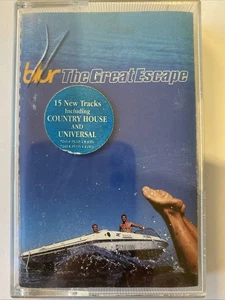 blur The Great Escape
15 New Tracks
Including
COUNTRY HOUSE
AND
UNIVERSAL